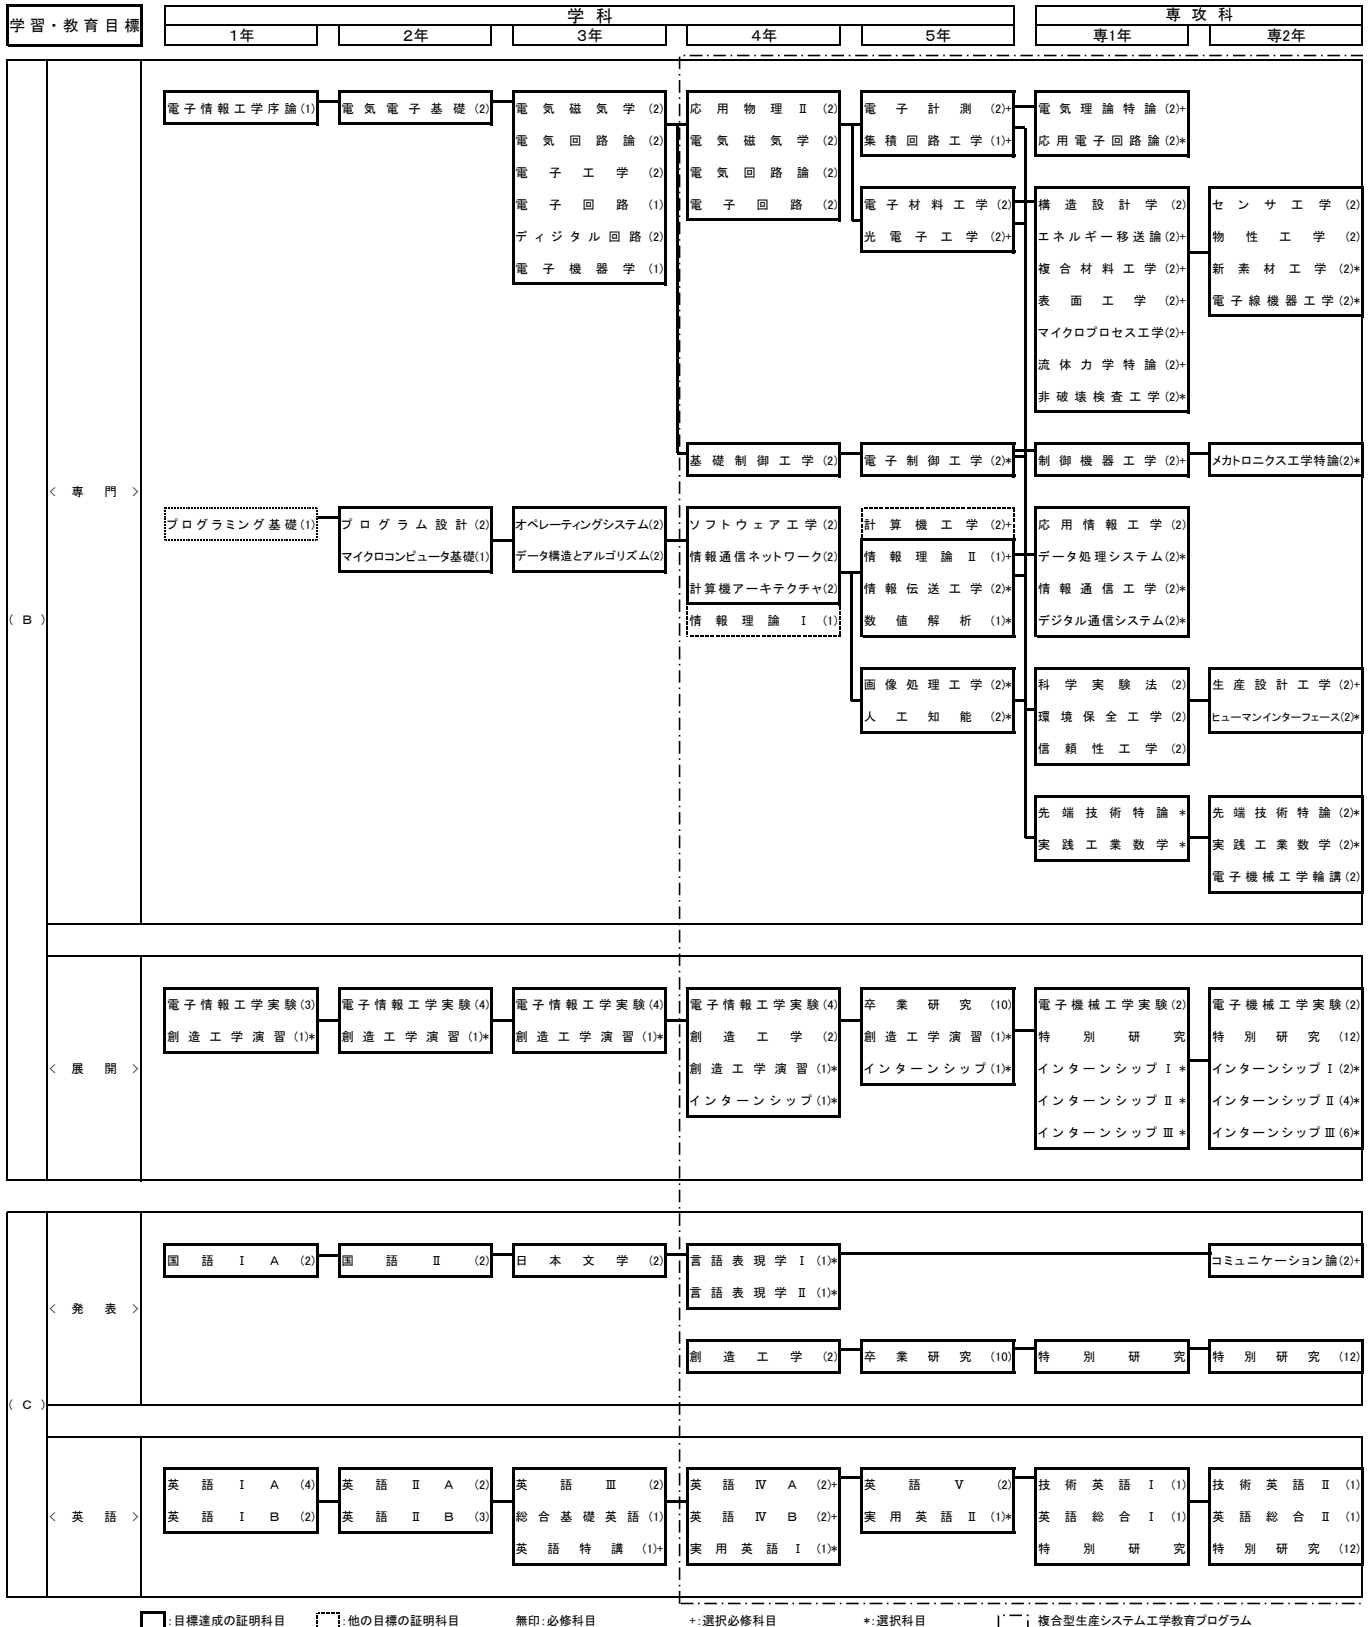 学習・教育目標 学科 専攻科
1年 2年 3年 4年 5年 専1年 専2年
電子情報工学序論(1) 電気電子基礎(2) 電気磁気学(2) 応用物理Ⅱ(2) 電子計測(2)+ 電気理論特論(2)+
電気回路論(2) 電気磁気学(2) 集積回路工学(1)+ 応用電子回路論(2)*
電子工学(2) 電気回路論(2)
電子回路(1) 電子回路(2) 電子材料工学(2) 構造設計学(2) センサ工学(2)
ディジタル回路(2) 光電子工学(2)+ エネルギー移送論(2)+ 物性工学(2)
電子機器学(1) 複合材料工学(2)+ 新素材工学(2)*
表面工学(2)+ 電子線機器工学(2)*
マイクロプロセス工学(2)+
流体力学特論(2)+
非破壊検査工学(2)*
基礎制御工学(2) 電子制御工学(2)* 制御機器工学(2)+ メカトロニクス工学特論(2)*
<専門>
プログラミング基礎(1) プログラム設計(2) オペレーティングシステム(2) ソフトウェア工学(2) 計算機工学(2)+ 応用情報工学(2)
マイクロコンピュータ基礎(1) データ構造とアルゴリズム(2) 情報通信ネットワーク(2) 情報理論Ⅱ(1)+ データ処理システム(2)*
計算機アーキテクチャ(2) 情報伝送工学(2)* 情報通信工学(2)*
(B) 情報理論Ⅰ(1) 数値解析(1)* デジタル通信システム(2)*
画像処理工学(2)* 科学実験法(2) 生産設計工学(2)+
人工知能(2)* 環境保全工学(2) ヒューマンインターフェース(2)*
信頼性工学(2)
先端技術特論* 先端技術特論(2)*
実践工業数学* 実践工業数学(2)*
電子機械工学輪講(2)
電子情報工学実験(3) 電子情報工学実験(4) 電子情報工学実験(4) 電子情報工学実験(4) 卒業研究(10) 電子機械工学実験(2) 電子機械工学実験(2)
創造工学演習(1)* 創造工学演習(1)* 創造工学演習(1)* 創造工学(2) 創造工学演習(1)* 特別研究 特別研究(12)
<展開> 創造工学演習(1)* インターンシップ(1)* インターンシップⅠ* インターンシップⅠ(2)*
インターンシップ(1)* インターンシップⅡ* インターンシップⅡ(4)*
インターンシップⅢ* インターンシップⅢ(6)*
国語ⅠA(2) 国語Ⅱ(2) 日本文学(2) 言語表現学Ⅰ(1)* コミュニケーション論(2)+
言語表現学Ⅱ(1)*
<発表>
創造工学(2) 卒業研究(10) 特別研究 特別研究(12)
(C)
英語ⅠA(4) 英語ⅡA(2) 英語Ⅲ(2) 英語ⅣA(2)+ 英語Ⅴ(2) 技術英語Ⅰ(1) 技術英語Ⅱ(1)
<英語> 英語ⅠB(2) 英語ⅡB(3) 総合基礎英語(1) 英語ⅣB(2)+ 実用英語Ⅱ(1)* 英語総合Ⅰ(1) 英語総合Ⅱ(1)
英語特講(1)+ 実用英語Ⅰ(1)* 特別研究 特別研究(12)
:目標達成の証明科目 :他の目標の証明科目 無印:必修科目 +:選択必修科目 *:選択科目 複合型生産システム工学教育プログラム